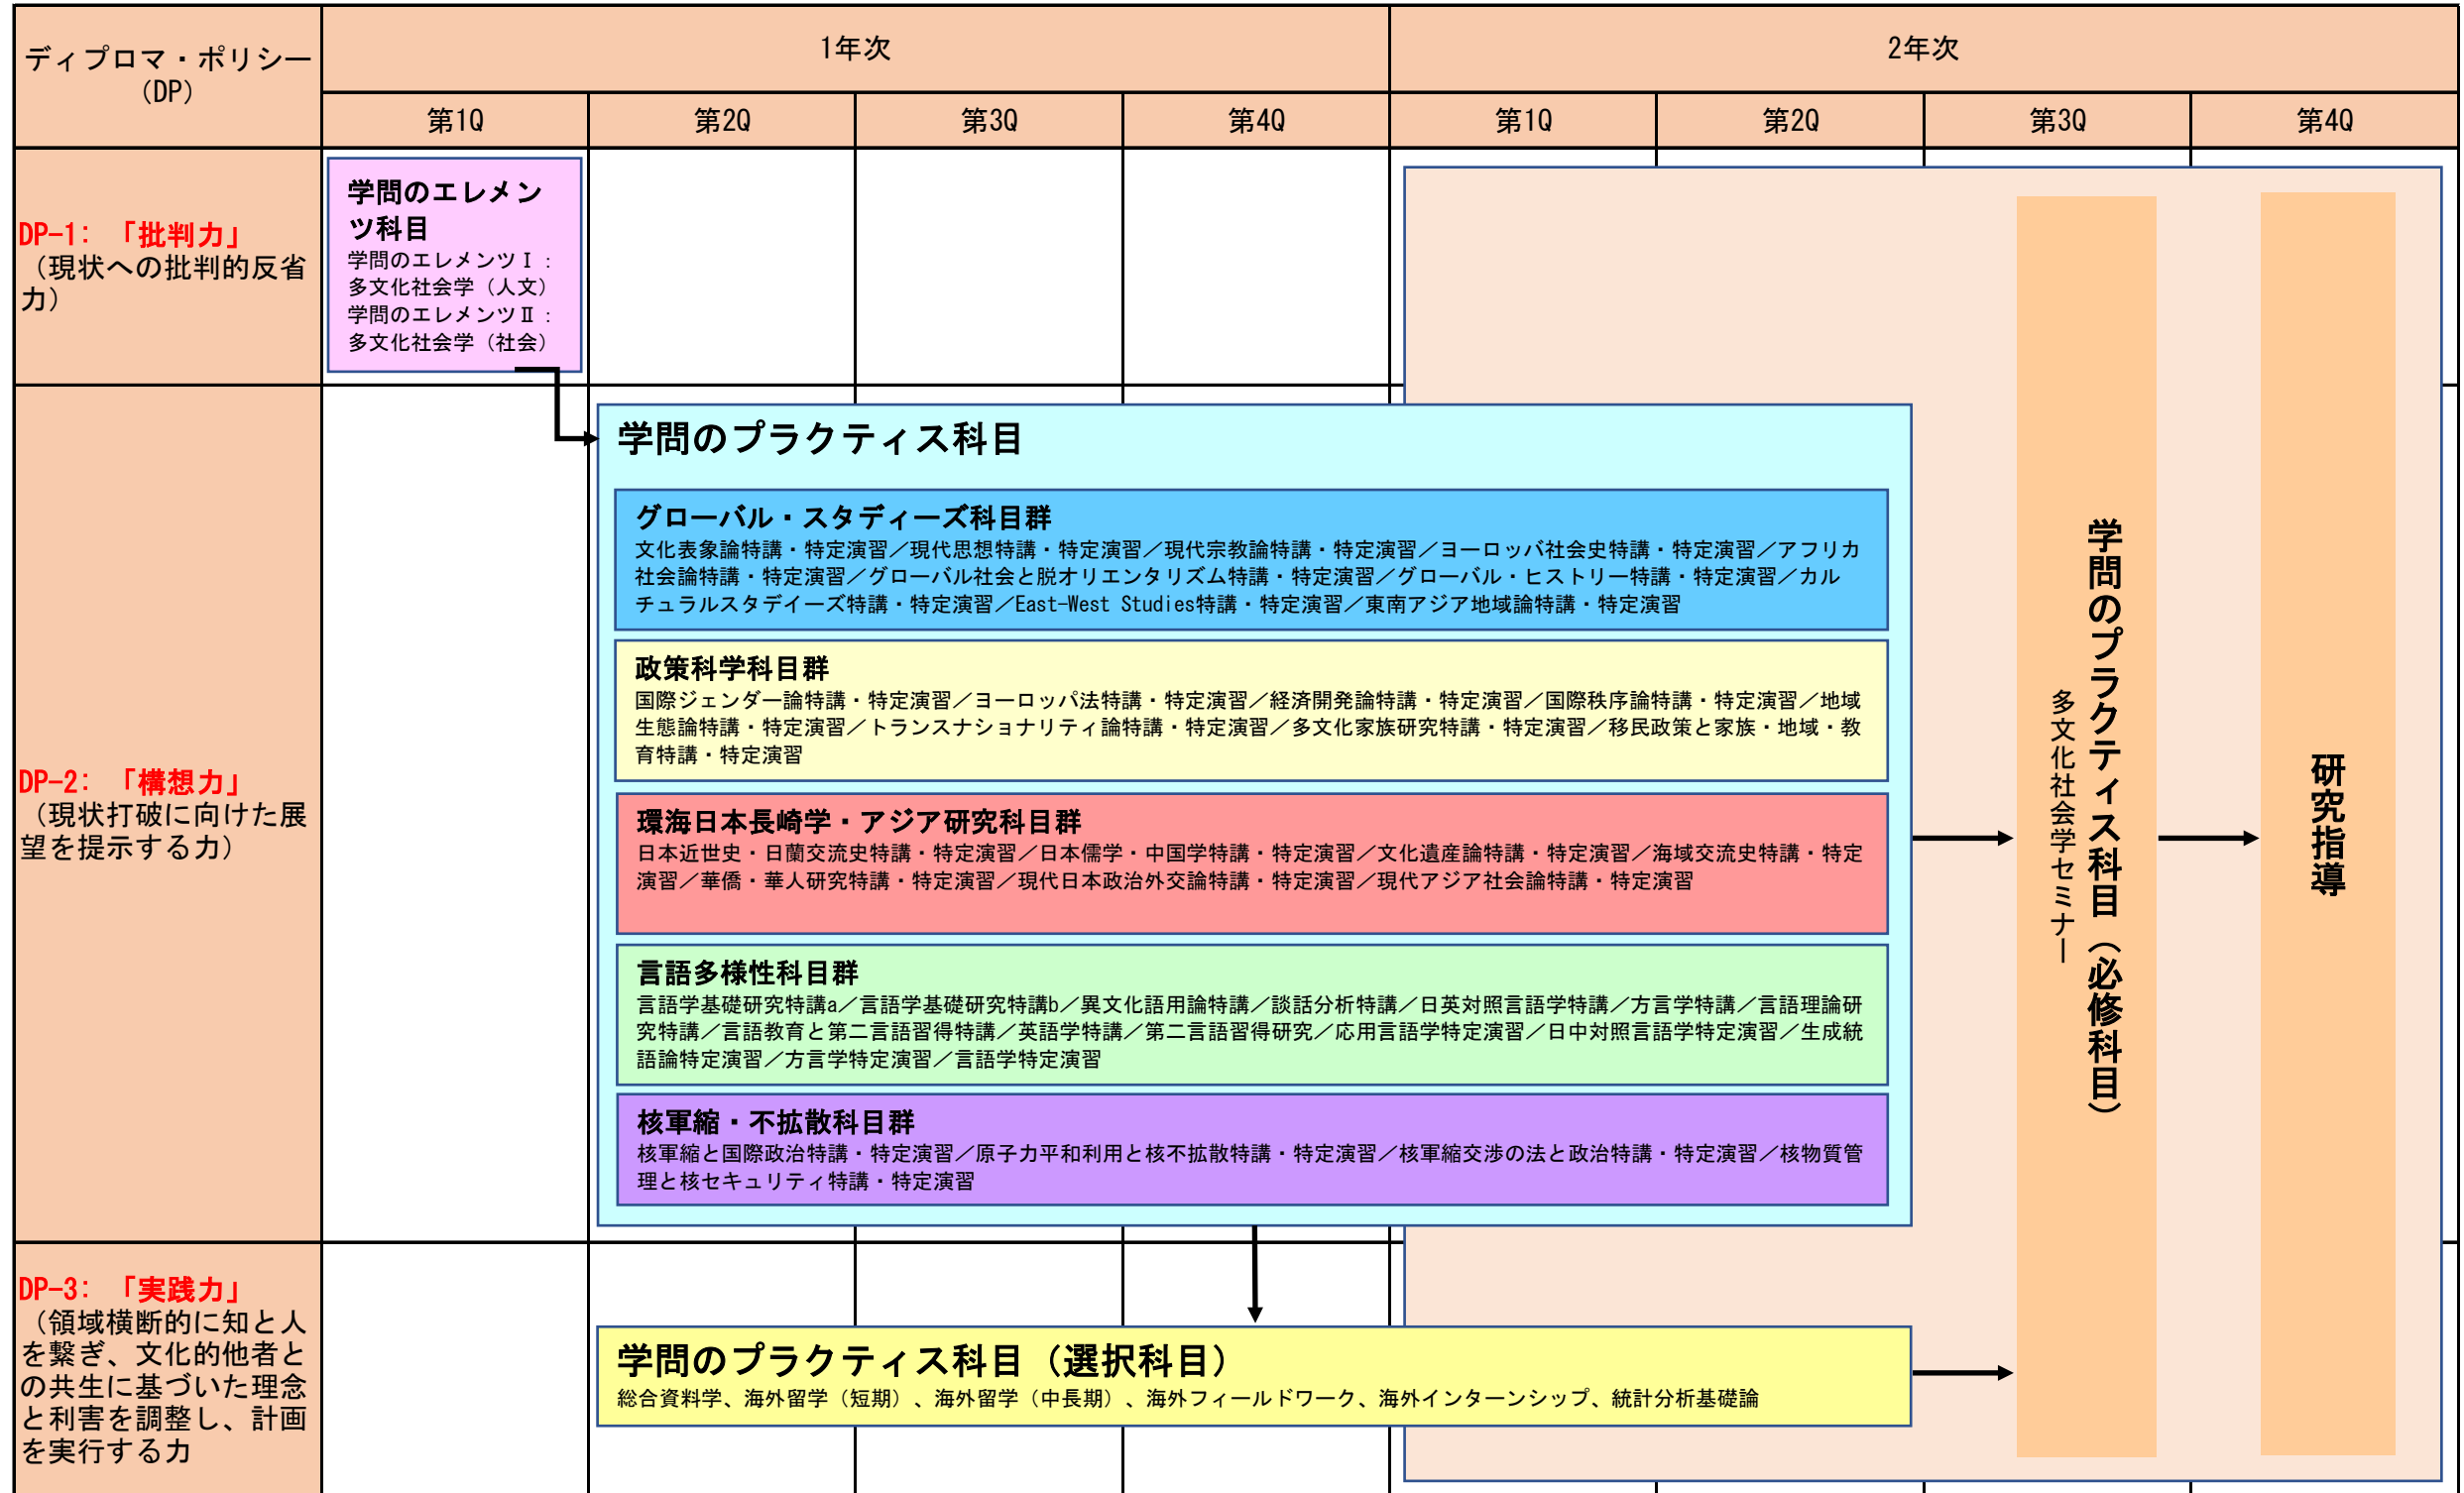 ディプロマ・ポリシー
（DP）
1年次
2年次
第1Q
第2Q
第3Q
第4Q
第1Q
第2Q
第3Q
第4Q
DP-1：「批判力」
（現状への批判的反省
力）
学問のエレメン
ツ科目
学問のエレメンツⅠ：
多文化社会学（人文）
学問のエレメンツⅡ：
多文化社会学（社会）
DP-2：「構想力」
（現状打破に向けた展
望を提示する力）
学問のプラクティス科目
グローバル・スタディーズ科目群
文化表象論特講・特定演習／現代思想特講・特定演習／現代宗教論特講・特定演習／ヨーロッパ社会史特講・特定演習／アフリカ
社会論特講・特定演習／グローバル社会と脱オリエンタリズム特講・特定演習／グローバル・ヒストリー特講・特定演習／カル
チュラルスタデイーズ特講・特定演習／East-West Studies特講・特定演習／東南アジア地域論特講・特定演習
政策科学科目群
国際ジェンダー論特講・特定演習／ヨーロッパ法特講・特定演習／経済開発論特講・特定演習／国際秩序論特講・特定演習／地域
生態論特講・特定演習／トランスナショナリティ論特講・特定演習／多文化家族研究特講・特定演習／移民政策と家族・地域・教
育特講・特定演習
環海日本長崎学・アジア研究科目群
日本近世史・日蘭交流史特講・特定演習／日本儒学・中国学特講・特定演習／文化遺産論特講・特定演習／海域交流史特講・特定
演習／華僑・華人研究特講・特定演習／現代日本政治外交論特講・特定演習／現代アジア社会論特講・特定演習
言語多様性科目群
言語学基礎研究特講a／言語学基礎研究特講b／異文化語用論特講／談話分析特講／日英対照言語学特講／方言学特講／言語理論研
究特講／言語教育と第二言語習得特講／英語学特講／第二言語習得研究／応用言語学特定演習／日中対照言語学特定演習／生成統
語論特定演習／方言学特定演習／言語学特定演習
核軍縮・不拡散科目群
核軍縮と国際政治特講・特定演習／原子力平和利用と核不拡散特講・特定演習／核軍縮交渉の法と政治特講・特定演習／核物質管
理と核セキュリティ特講・特定演習
学問のプラクティス科目（必修科目）
多文化社会学セミナー
研究指導
DP-3：「実践力」
（領域横断的に知と人
を繋ぎ、文化的他者と
の共生に基づいた理念
と利害を調整し、計画
を実行する力
学問のプラクティス科目（選択科目）
総合資料学、海外留学（短期）、海外留学（中長期）、海外フィールドワーク、海外インターンシップ、統計分析基礎論